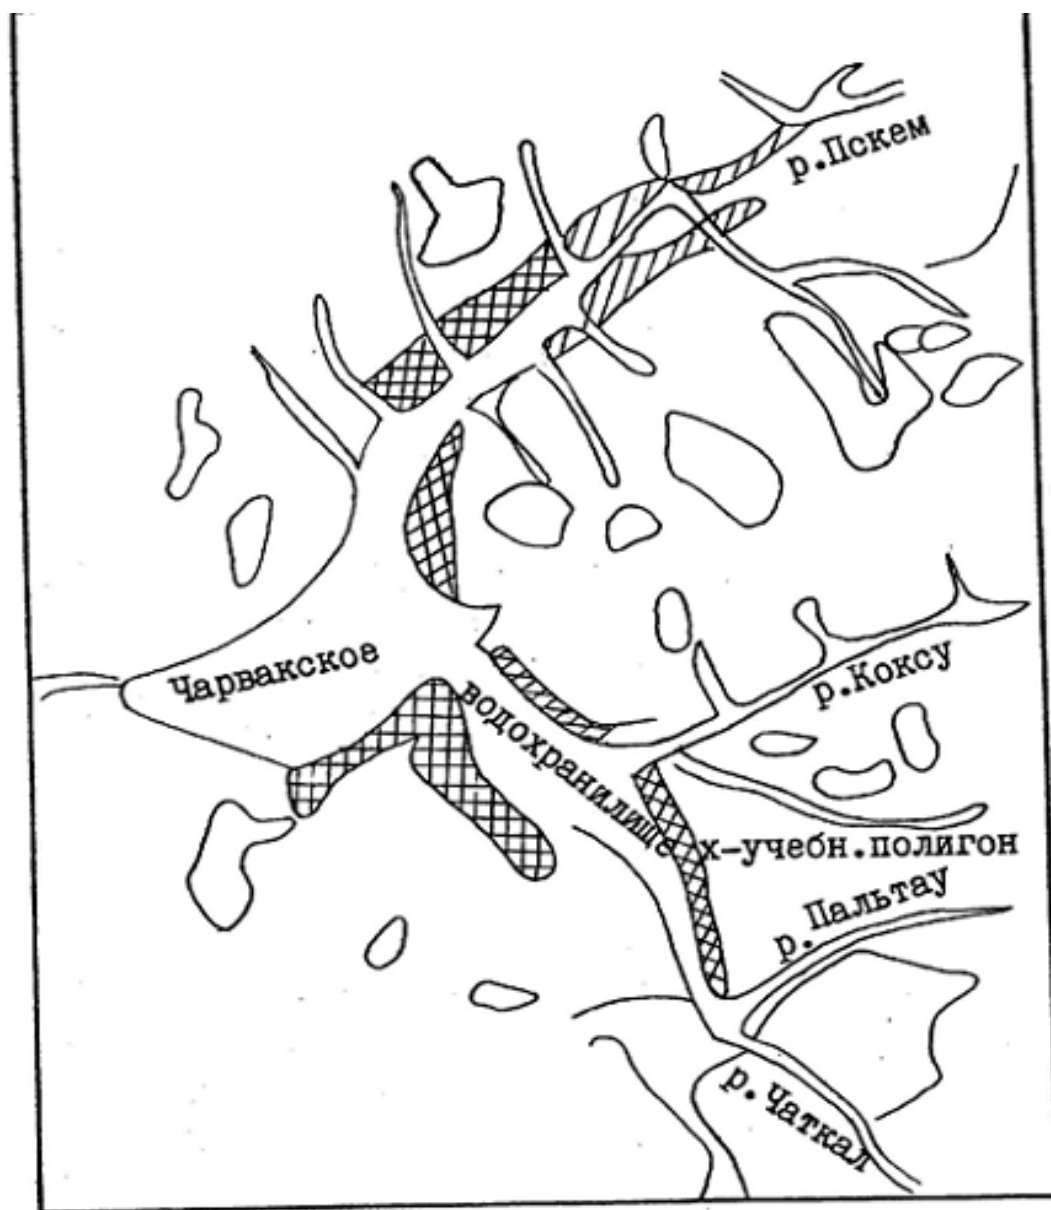 р.Пскем
Чарвакское
водохранилище
р.Коксу
х-учебн.полигон
р.Пальтау
р.Чаткал